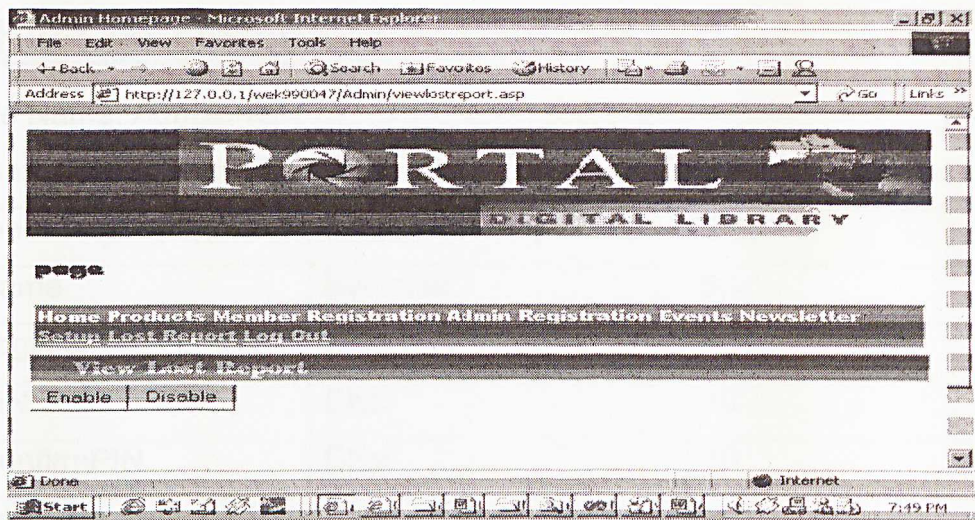 Admin Homepage - Microsoft Internet Explorer
File Edit View Favorites Tools Help
Back Search Favorites History
Address http://127.0.0.1/wek990047/Admin/viewlostreport.asp Go Links »
PORTAL
DIGITAL LIBRARY
page
Home Products Member Registration Admin Registration Events Newsletter
Setup Lost Report Log Out
View Lost Report
Enable Disable
Done Internet
Start 7:49 PM